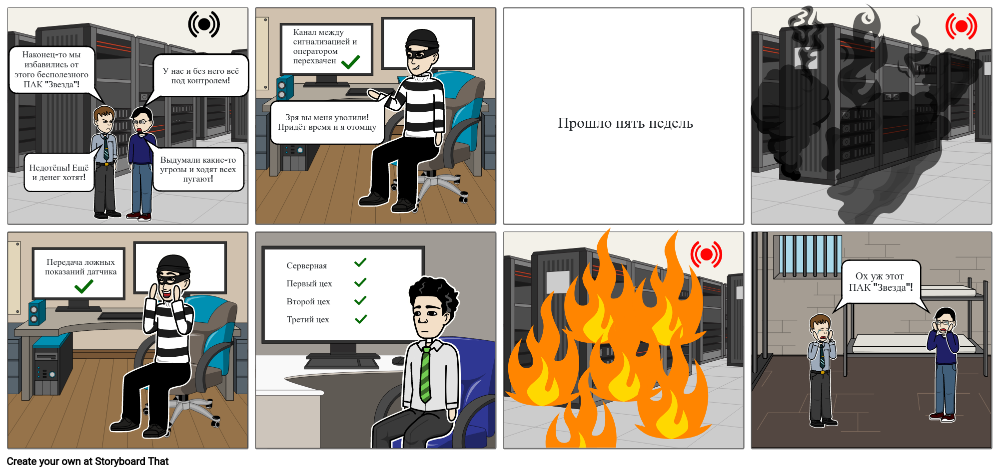 Наконец-то мы
избавились от
этого бесполезного
ПАК "Звезда"!
У нас и без него всё
под контролем!
Недотёпы! Ещё
и денег хотят!
Выдумали какие-то
угрозы и ходят всех
пугают!
Канал между
сигнализацией и
оператором
перехвачен
Зря вы меня уволили!
Придёт время и я отомщу
Прошло пять недель
Передача ложных
показаний датчика
Серверная
Первый цех
Второй цех
Третий цех
Ох уж этот
ПАК "Звезда"!
Create your own at Storyboard That